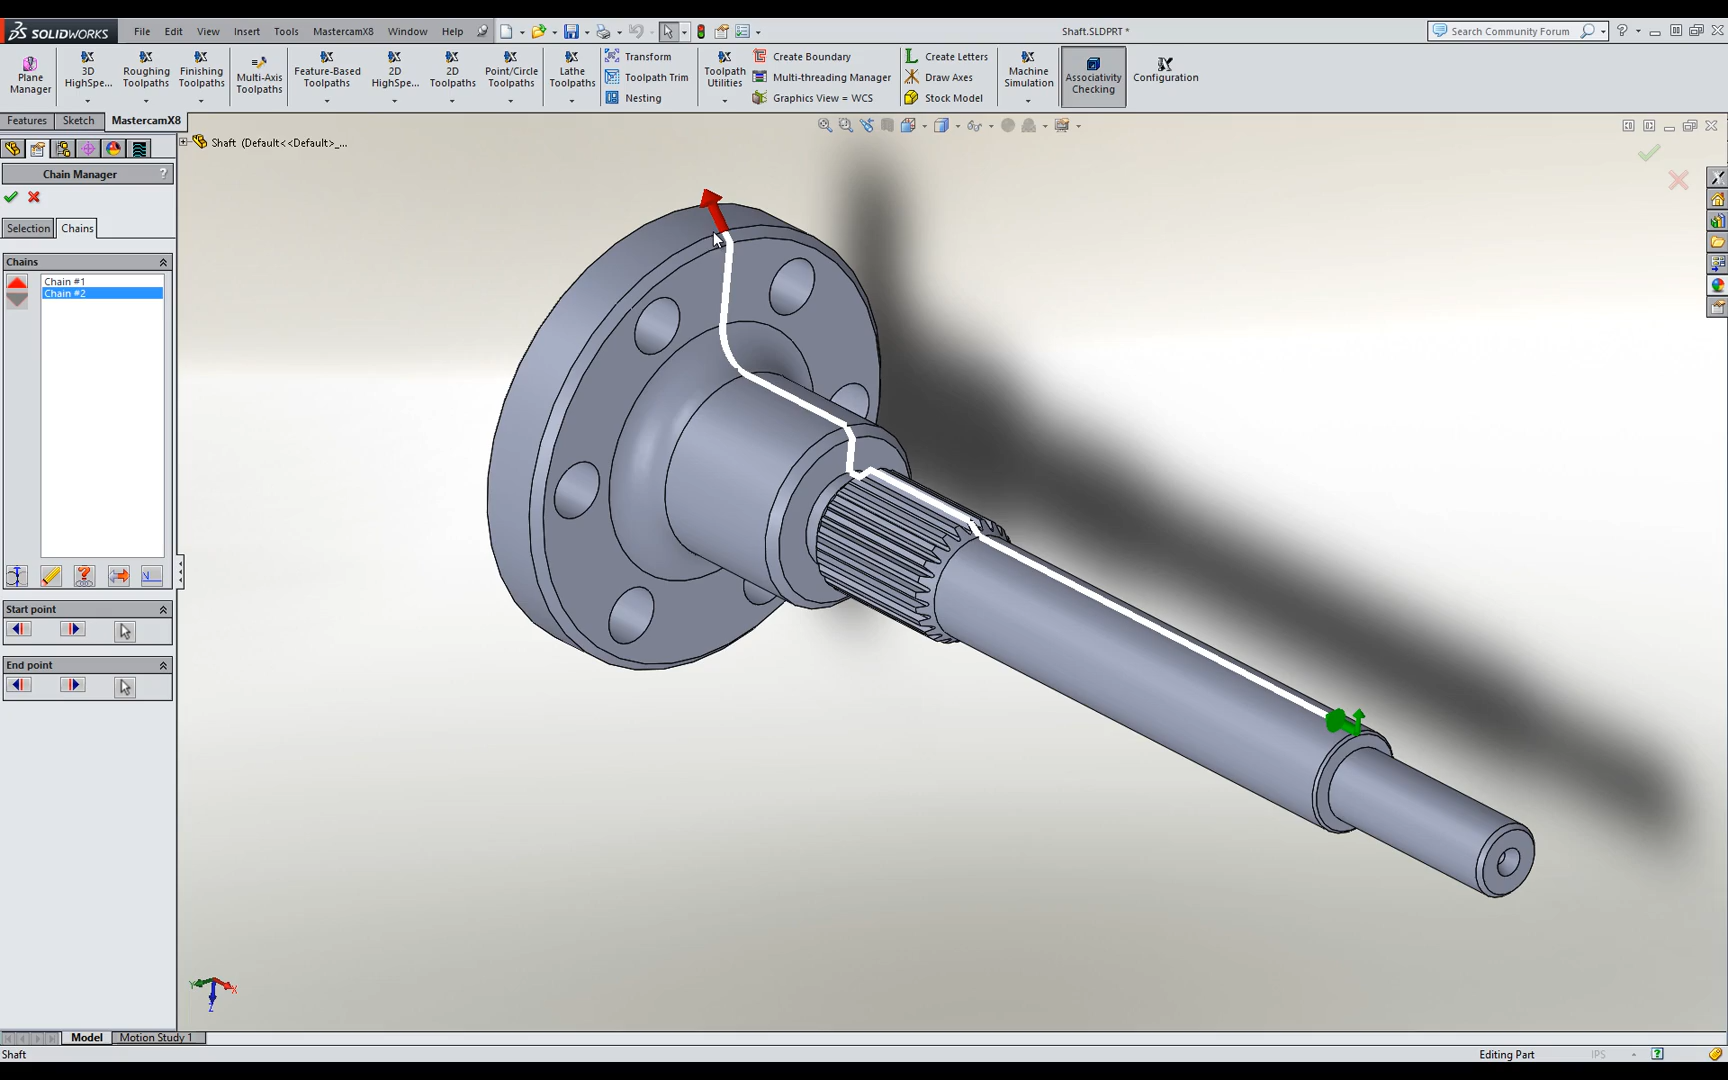 SOLIDWORKS
File Edit View Insert Tools MastercamX8 Window Help
Shaft.SLDPRT *
Search Community Forum
?
Plane Manager
3D HighSpe...
Roughing Toolpaths
Finishing Toolpaths
Multi-Axis Toolpaths
Feature-Based Toolpaths
2D HighSpe...
2D Toolpaths
Point/Circle Toolpaths
Lathe Toolpaths
Transform
Toolpath Trim
Nesting
Toolpath Utilities
Create Boundary
Multi-threading Manager
Graphics View = WCS
Create Letters
Draw Axes
Stock Model
Machine Simulation
Associativity Checking
Configuration
Features Sketch MastercamX8
Shaft (Default<<Default>_...
Chain Manager ?
Selection Chains
Chains
Chain #1
Chain #2
Start point
End point
Y X
Z
Model Motion Study 1
Shaft Editing Part IPS ?